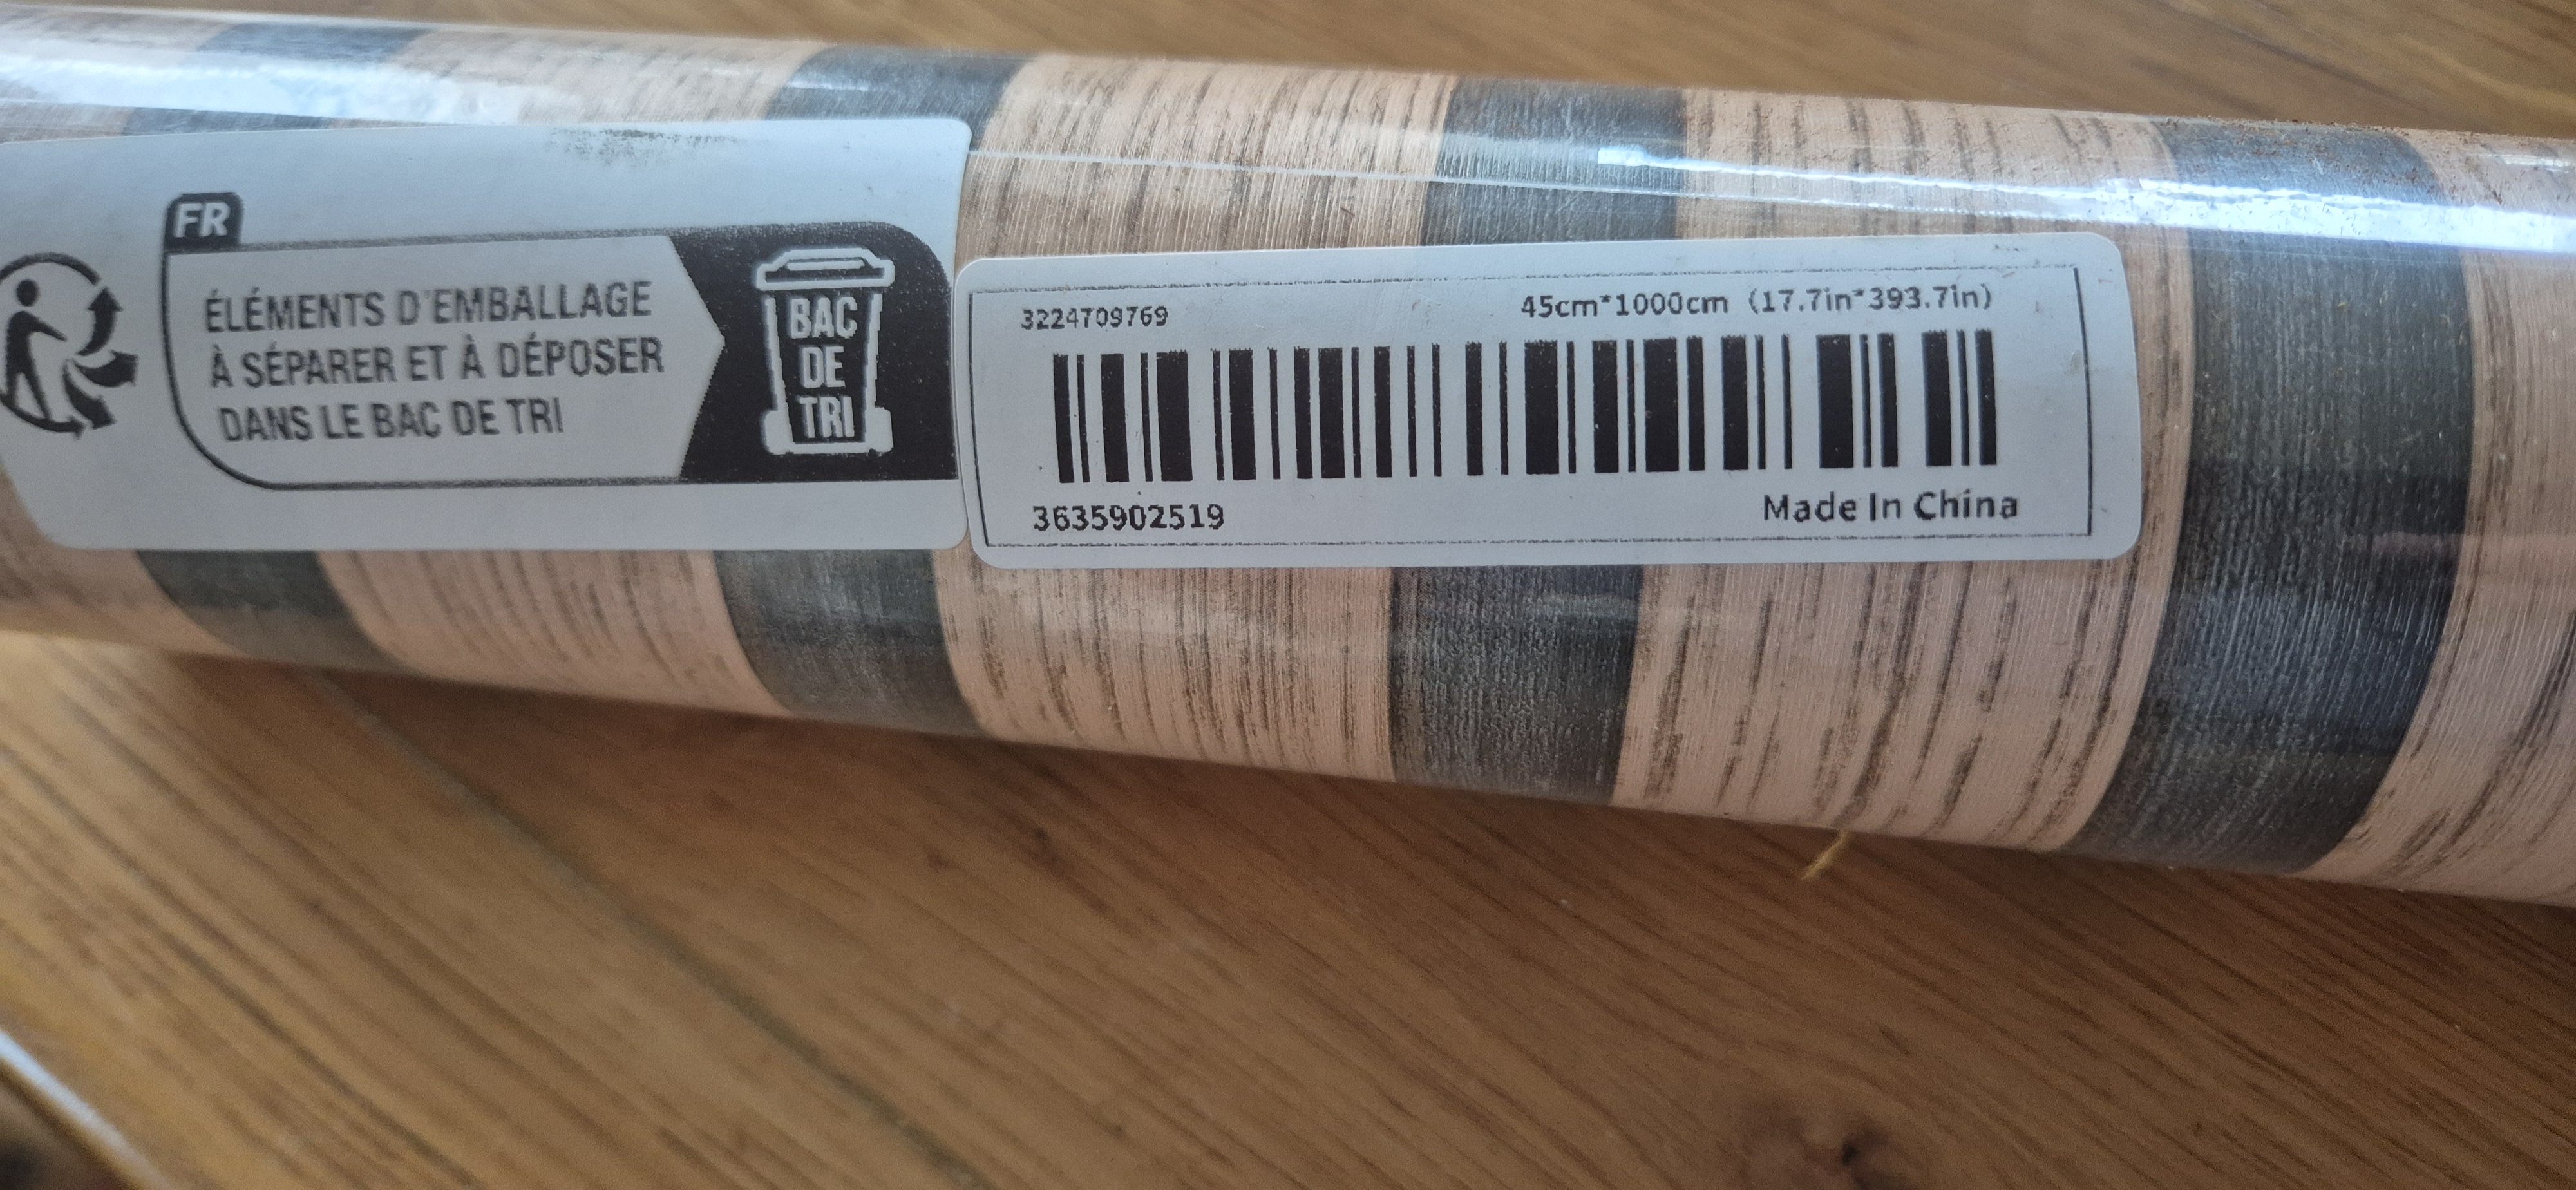 FR
ÉLÉMENTS D'EMBALLAGE
À SÉPARER ET À DÉPOSER
DANS LE BAC DE TRI
BAC
DE
TRI
3224709769
45cm*1000cm (17.7in*393.7in)
3635902519
Made In China